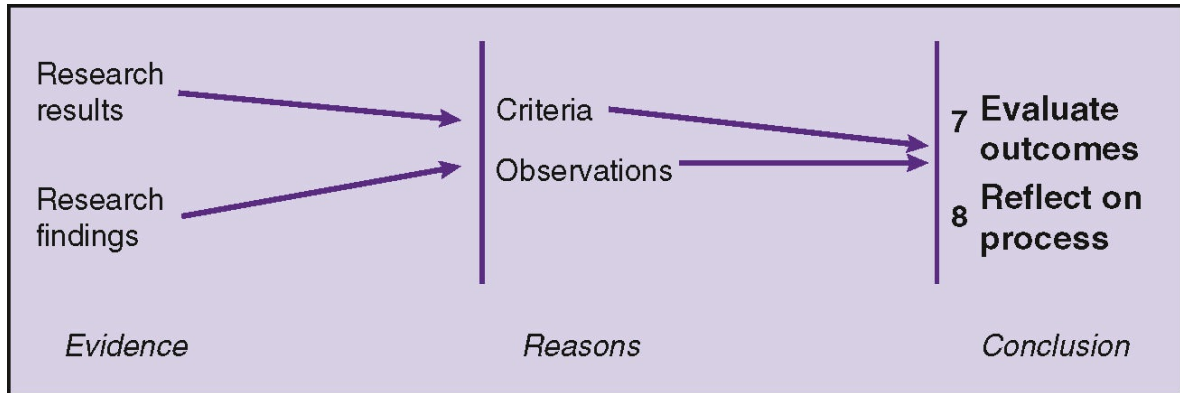 Research
results
Research
findings
Criteria
Observations
7 Evaluate
outcomes
8 Reflect on
process
Evidence
Reasons
Conclusion